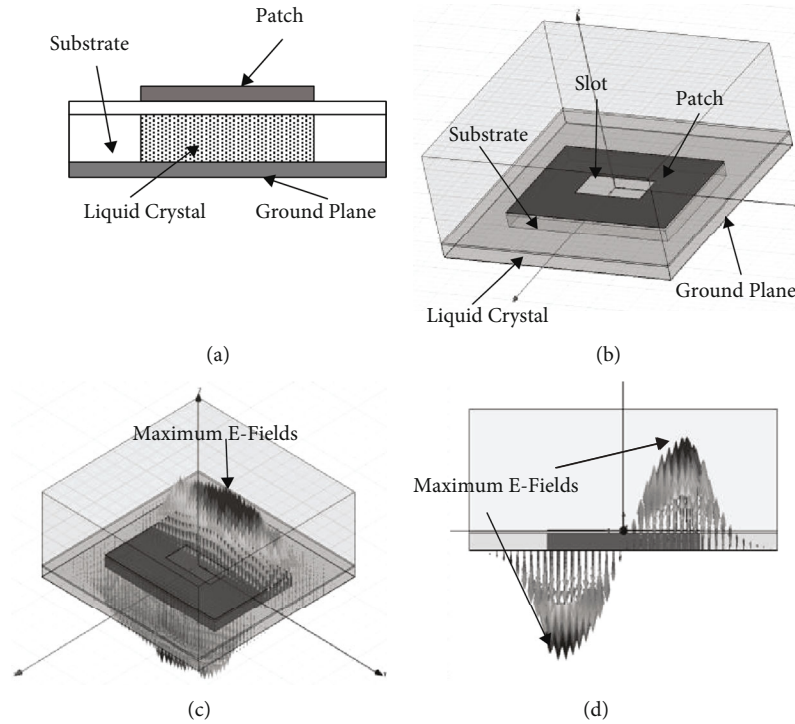 Patch
Substrate
Liquid Crystal
Ground Plane
(a)
Slot
Patch
Substrate
Ground Plane
Liquid Crystal
(b)
Maximum E-Fields
(c)
Maximum E-Fields
(d)